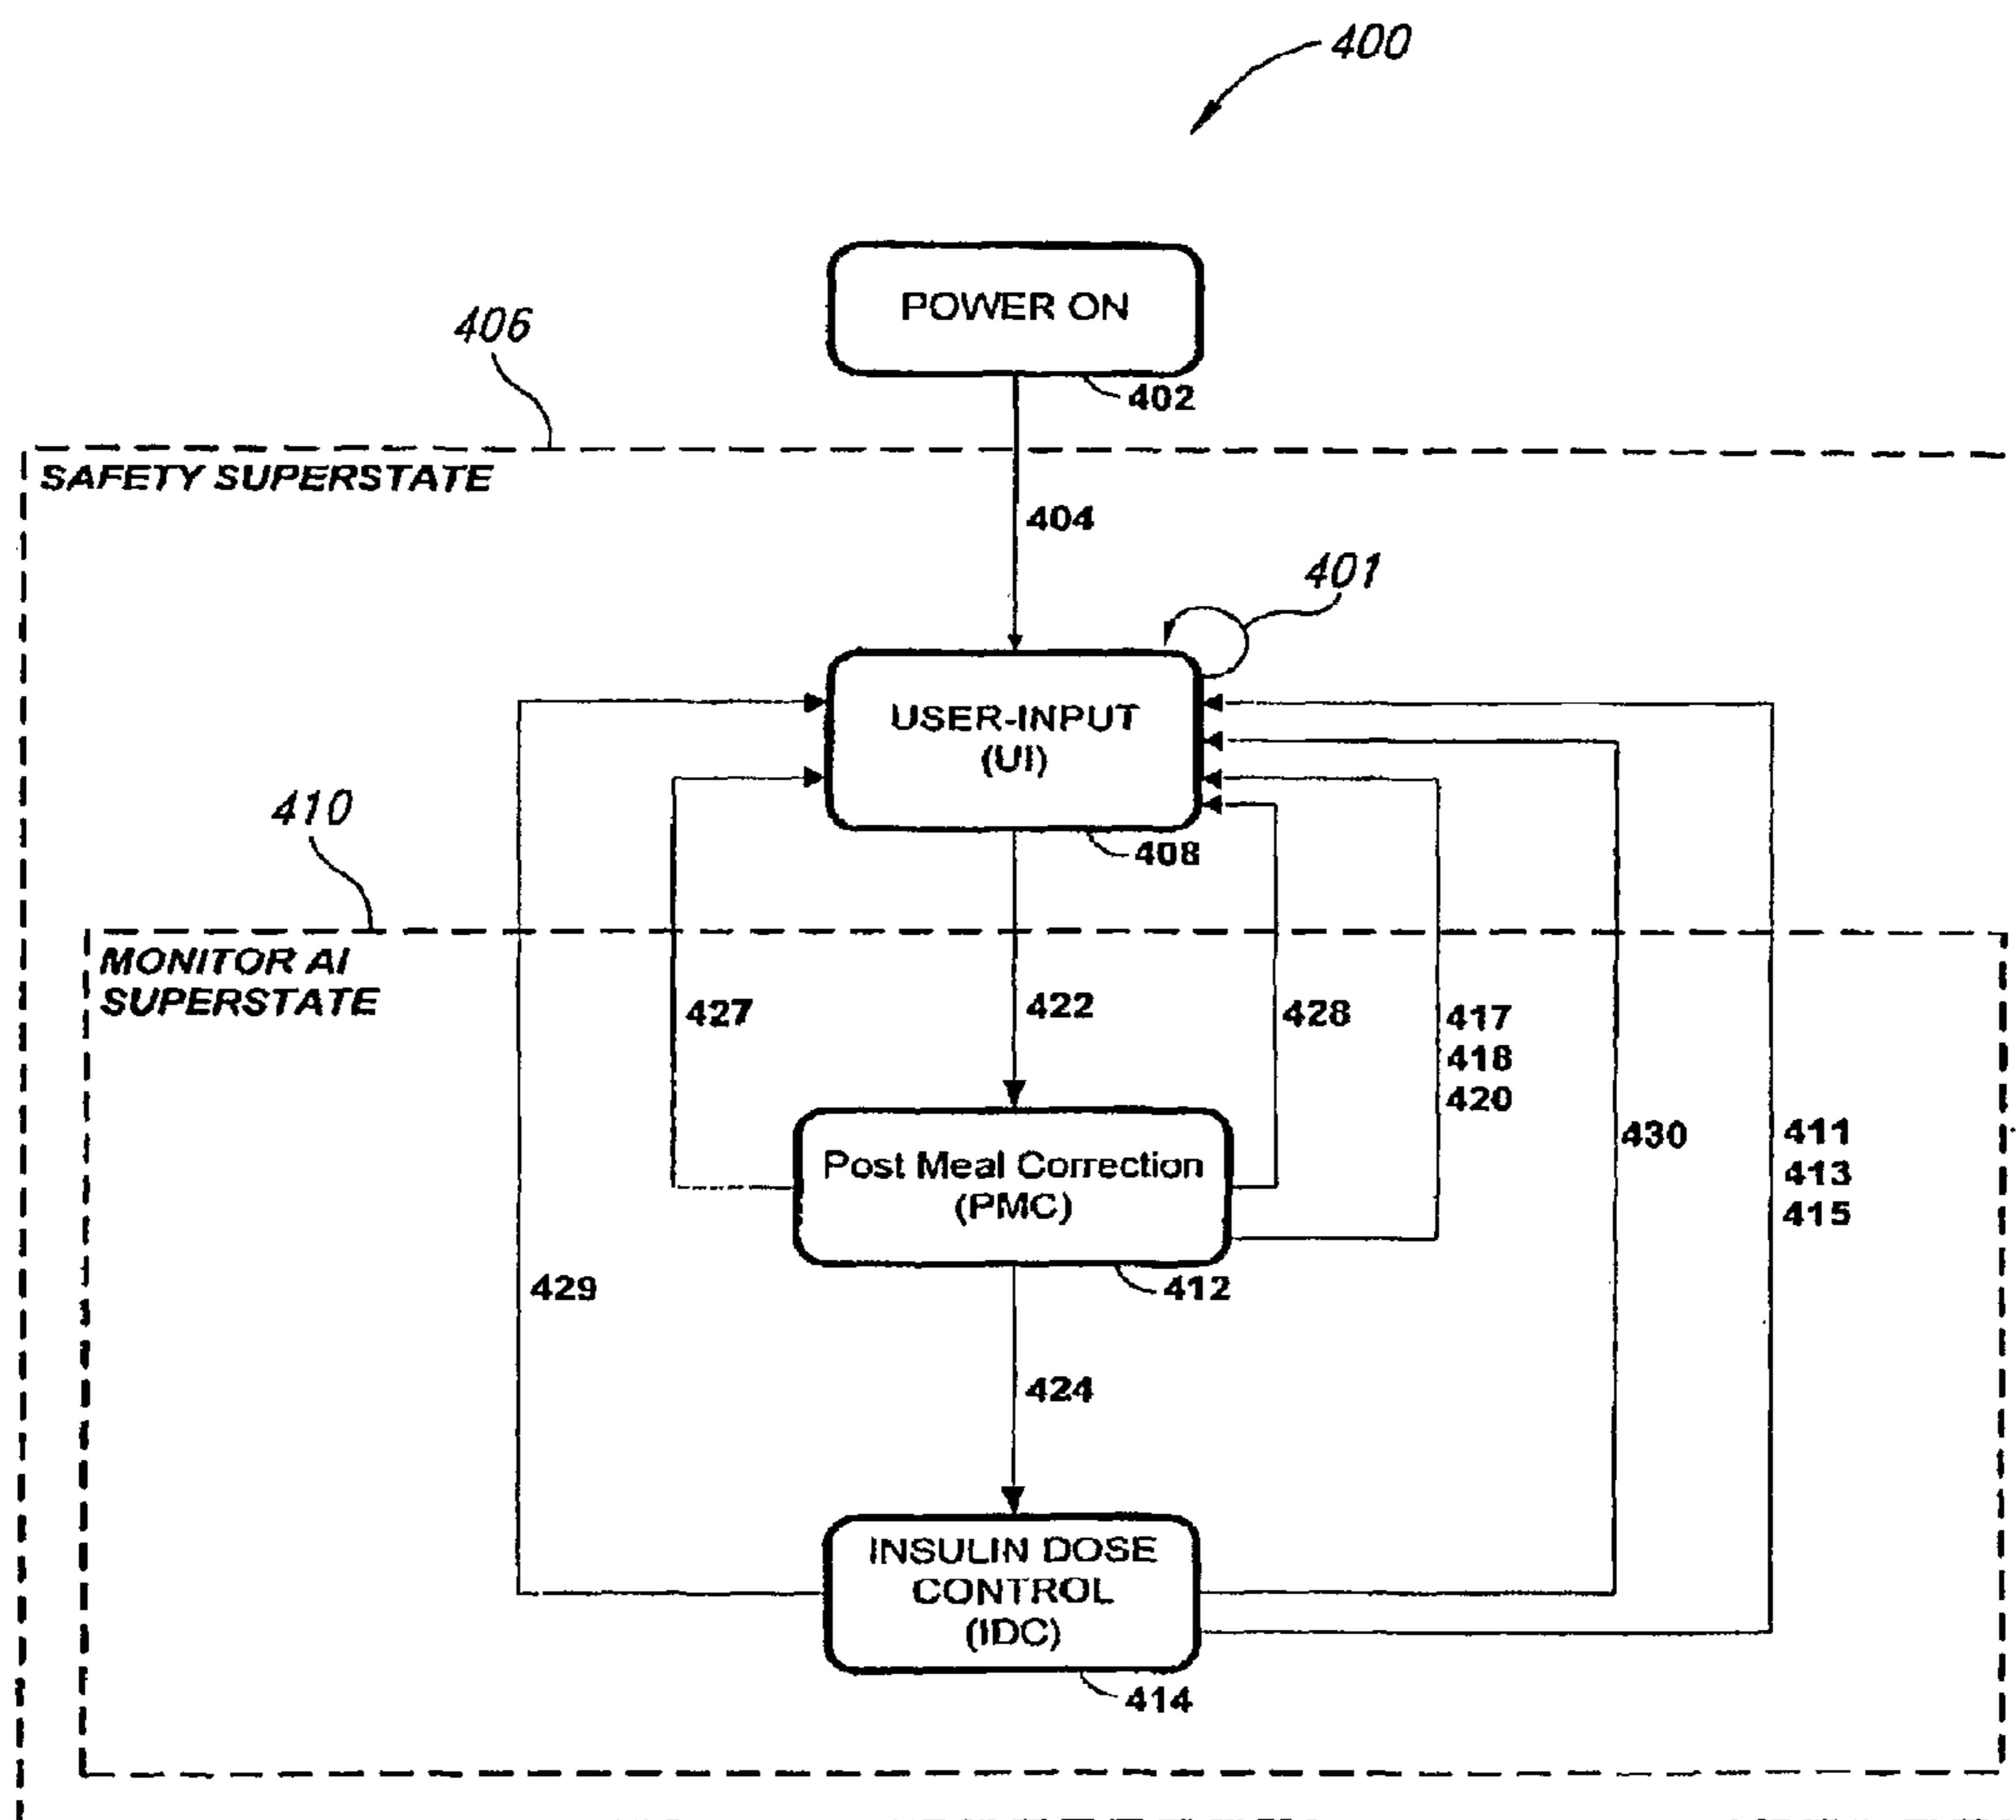 400
POWER ON
402
406
SAFETY SUPERSTATE
404
401
USER-INPUT
(UI)
408
410
MONITOR AI
SUPERSTATE
427
422
428
417
418
420
430
411
413
415
Post Meal Correction
(PMC)
412
429
424
INSULIN DOSE
CONTROL
(IDC)
414